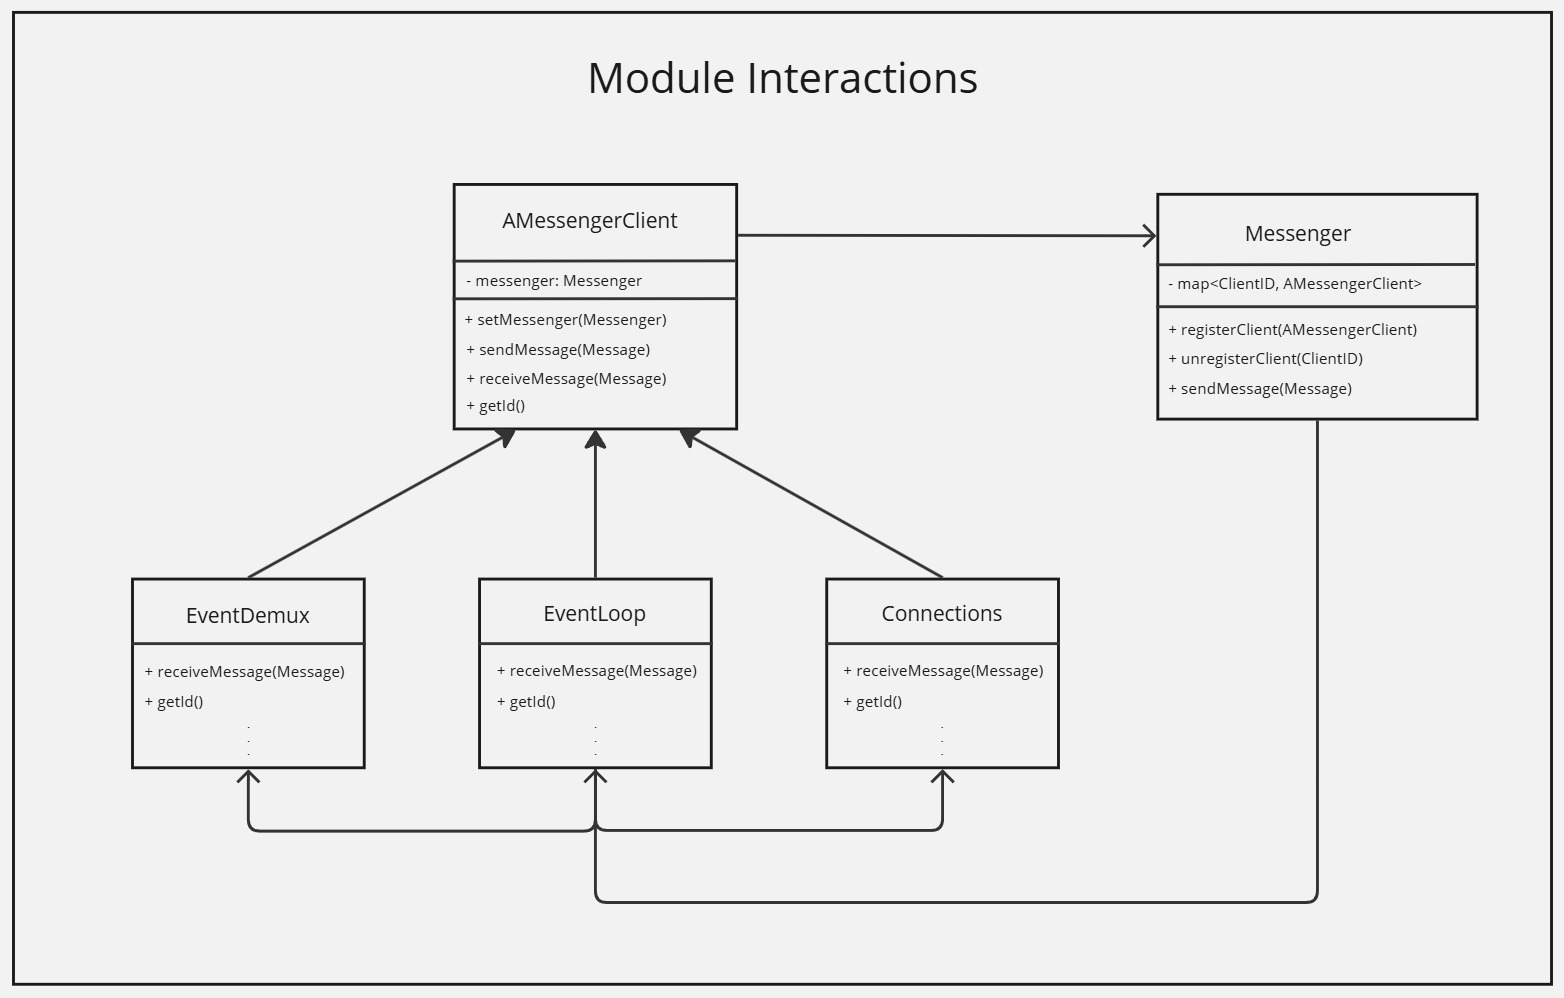 Module Interactions
AMessengerClient
- messenger: Messenger
+ setMessenger(Messenger)
+ sendMessage(Message)
+ receiveMessage(Message)
+ getId()
Messenger
- map<ClientID, AMessengerClient>
+ registerClient(AMessengerClient)
+ unregisterClient(ClientID)
+ sendMessage(Message)
EventDemux
+ receiveMessage(Message)
+ getId()
.
.
.
EventLoop
+ receiveMessage(Message)
+ getId()
.
.
.
Connections
+ receiveMessage(Message)
+ getId()
.
.
.